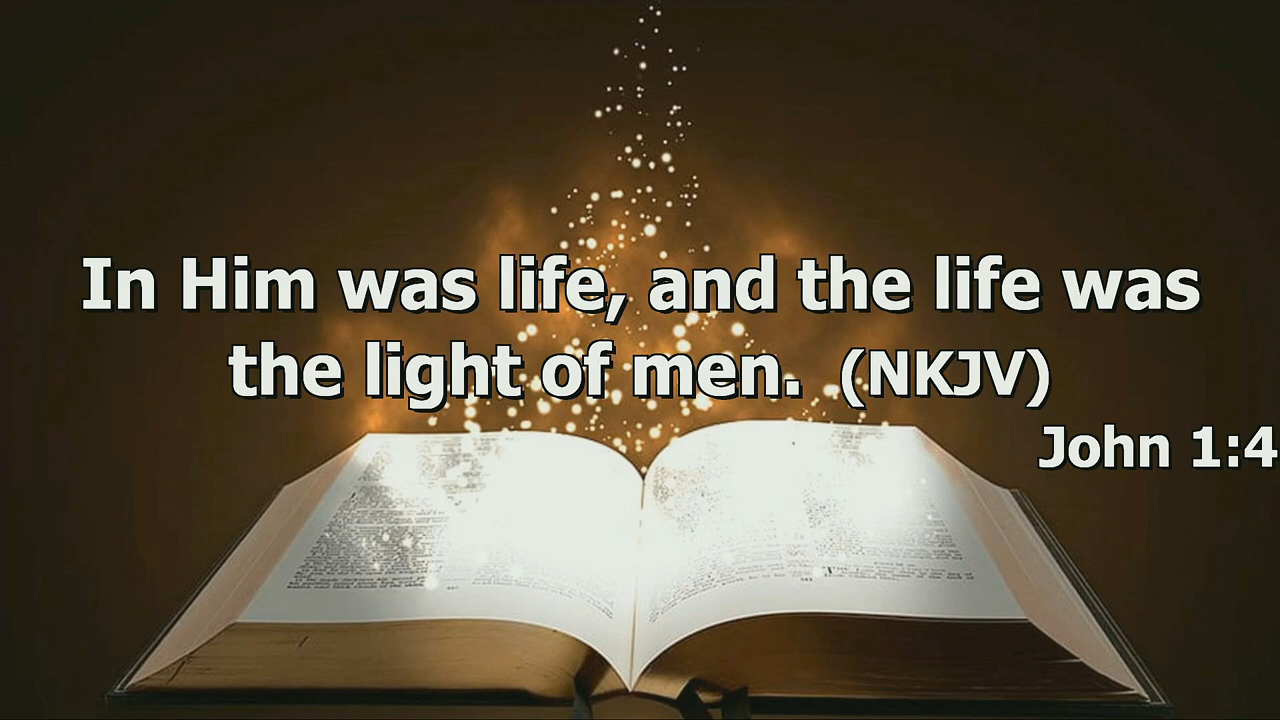 In Him was life, and the life was
the light of men. (NKJV)
John 1:4